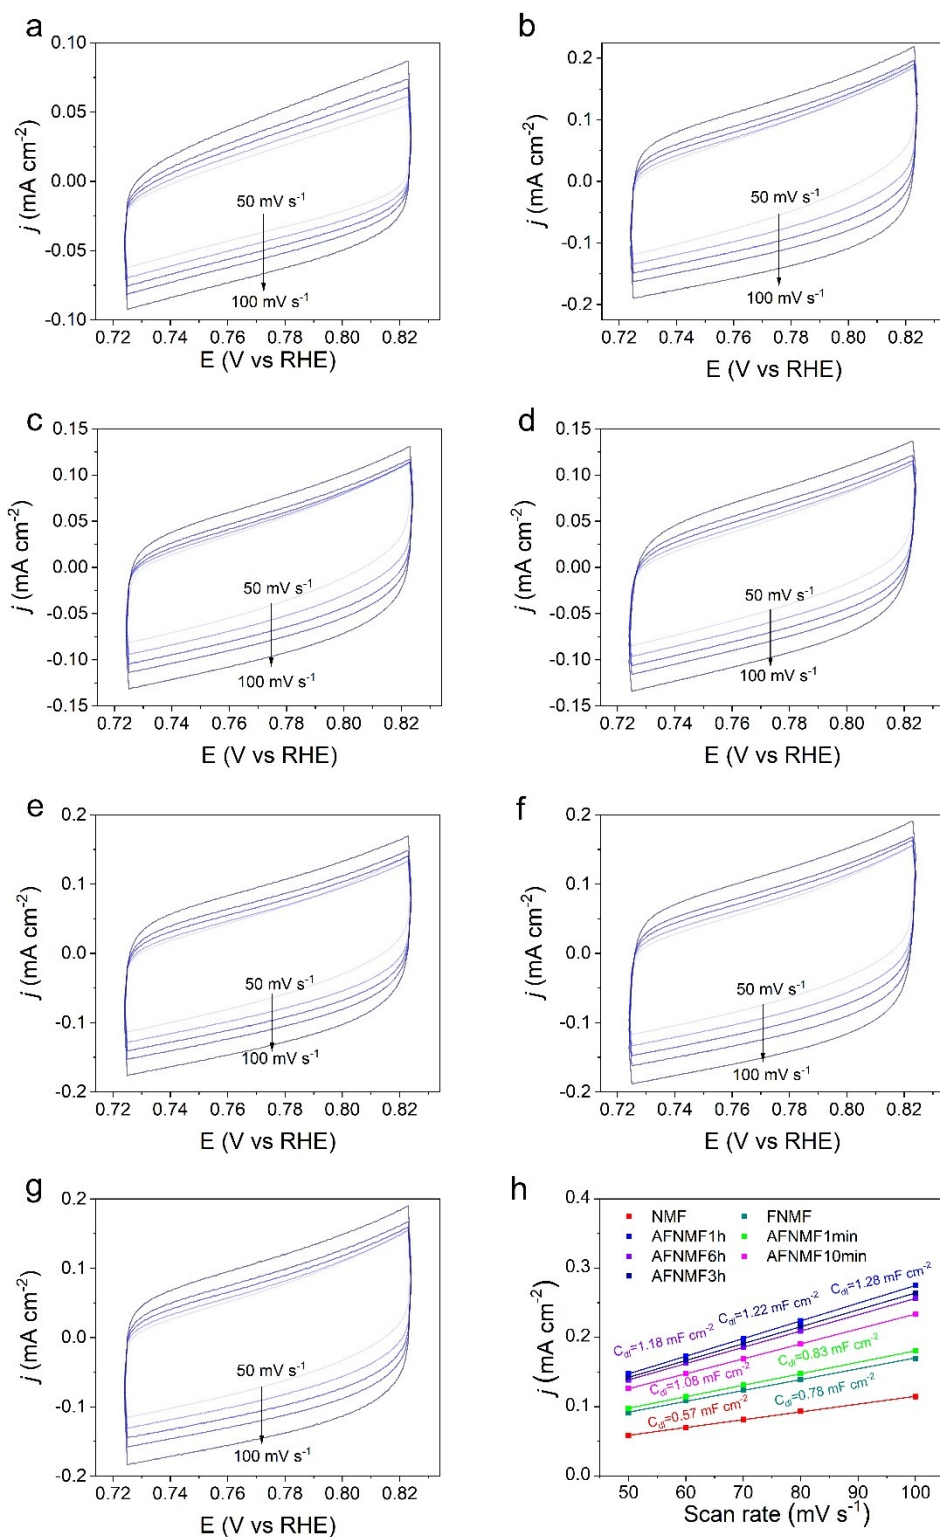 a
0.10
0.05
0.00
-0.05
-0.10
j (mA cm⁻²)
50 mV s⁻¹
100 mV s⁻¹
0.72 0.74 0.76 0.78 0.80 0.82
E (V vs RHE)
b
0.2
0.1
0.0
-0.1
-0.2
j (mA cm⁻²)
50 mV s⁻¹
100 mV s⁻¹
0.72 0.74 0.76 0.78 0.80 0.82
E (V vs RHE)
c
0.15
0.10
0.05
0.00
-0.05
-0.10
-0.15
j (mA cm⁻²)
50 mV s⁻¹
100 mV s⁻¹
0.72 0.74 0.76 0.78 0.80 0.82
E (V vs RHE)
d
0.15
0.10
0.05
0.00
-0.05
-0.10
-0.15
j (mA cm⁻²)
50 mV s⁻¹
100 mV s⁻¹
0.72 0.74 0.76 0.78 0.80 0.82
E (V vs RHE)
e
0.2
0.1
0.0
-0.1
-0.2
j (mA cm⁻²)
50 mV s⁻¹
100 mV s⁻¹
0.72 0.74 0.76 0.78 0.80 0.82
E (V vs RHE)
f
0.2
0.1
0.0
-0.1
-0.2
j (mA cm⁻²)
50 mV s⁻¹
100 mV s⁻¹
0.72 0.74 0.76 0.78 0.80 0.82
E (V vs RHE)
g
0.2
0.1
0.0
-0.1
-0.2
j (mA cm⁻²)
50 mV s⁻¹
100 mV s⁻¹
0.72 0.74 0.76 0.78 0.80 0.82
E (V vs RHE)
h
0.4
0.3
0.2
0.1
0.0
j (mA cm⁻²)
NMF FNMF
AFNMF1h AFNMF1min
AFNMF6h AFNMF10min
AFNMF3h
Cdl=1.28 mF cm⁻²
Cdl=1.22 mF cm⁻²
Cdl=1.18 mF cm⁻²
Cdl=0.83 mF cm⁻²
Cdl=1.08 mF cm⁻²
Cdl=0.78 mF cm⁻²
Cdl=0.57 mF cm⁻²
50 60 70 80 90 100
Scan rate (mV s⁻¹)